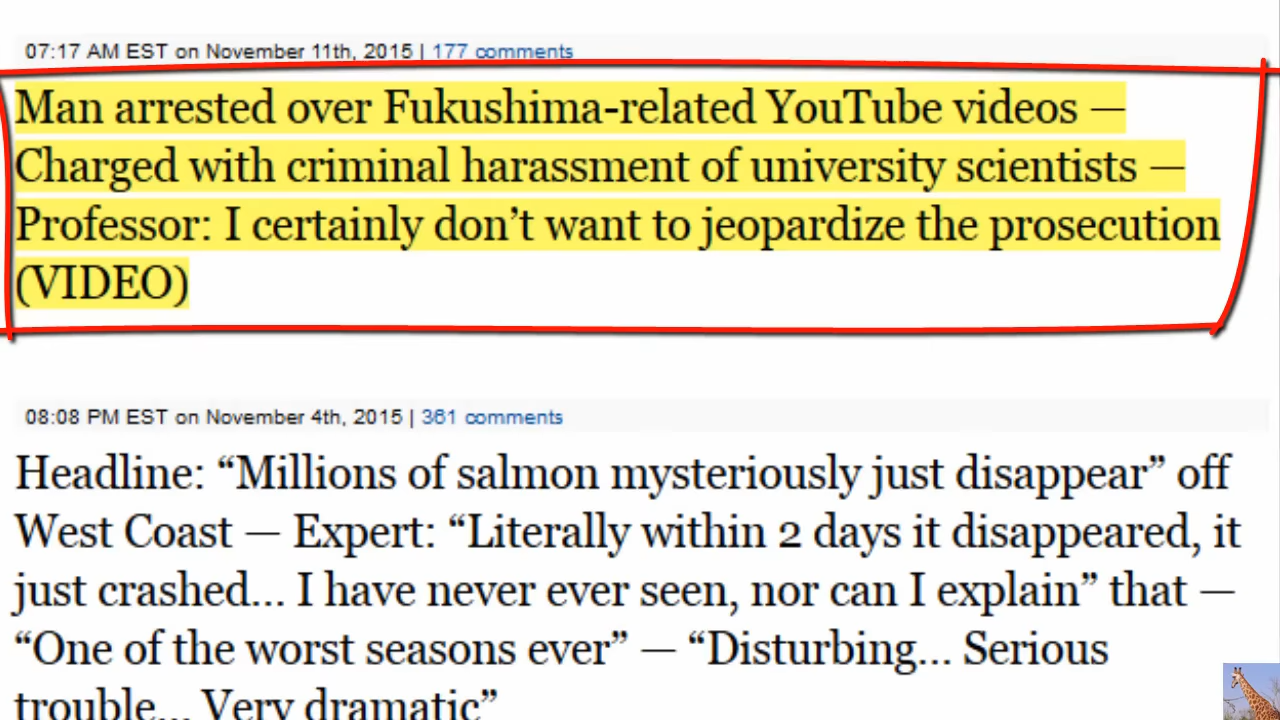 07:17 AM EST on November 11th, 2015 | 177 comments
Man arrested over Fukushima-related YouTube videos —
Charged with criminal harassment of university scientists —
Professor: I certainly don’t want to jeopardize the prosecution
(VIDEO)
08:08 PM EST on November 4th, 2015 | 361 comments
Headline: “Millions of salmon mysteriously just disappear” off
West Coast — Expert: “Literally within 2 days it disappeared, it
just crashed... I have never ever seen, nor can I explain” that —
“One of the worst seasons ever” — “Disturbing... Serious
trouble... Very dramatic”